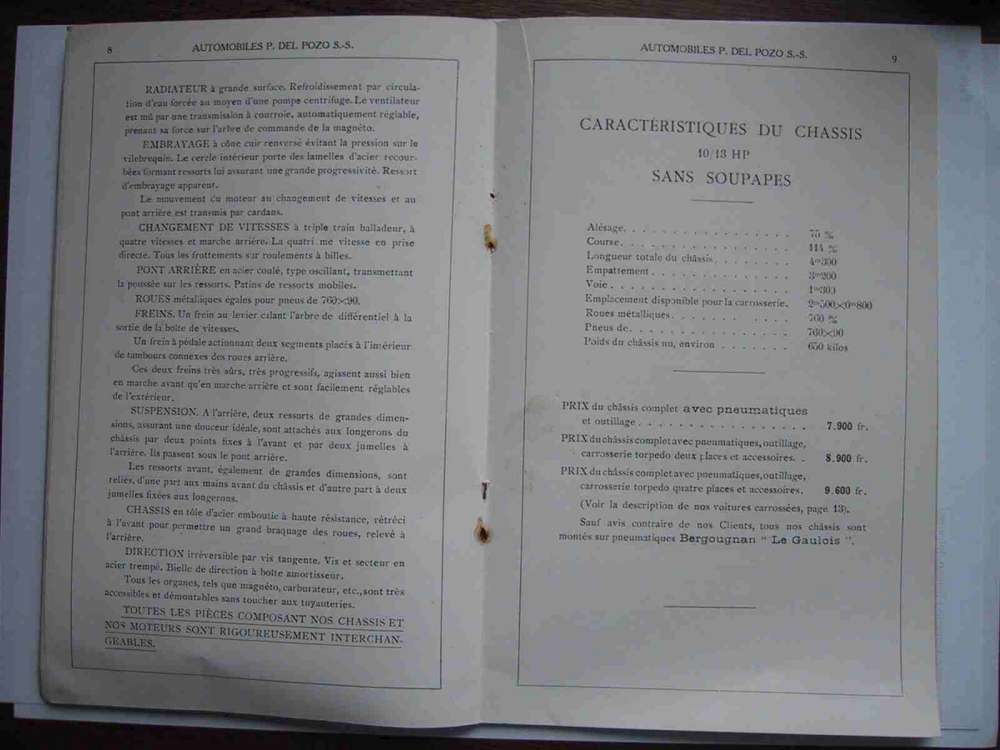 8
AUTOMOBILES P. DEL POZO S.-S.
RADIATEUR à grande surface. Refroidissement par circula-
tion d'eau forcée au moyen d'une pompe centrifuge. Le ventilateur
est mû par une transmission à courroie, automatiquement réglable,
prenant sa force sur l'arbre de commande de la magnéto.
EMBRAYAGE à cône cuir renversé évitant la pression sur le
vilebrequin. Le cercle intérieur porte des lamelles d'acier recour-
bées formant ressorts lui assurant une grande progressivité. Ressort
d'embrayage apparent.
Le mouvement du moteur au changement de vitesses et au
pont arrière est transmis par cardans.
CHANGEMENT DE VITESSES à triple train balladeur, à
quatre vitesses et marche arrière. La quatri me vitesse en prise
directe. Tous les frottements sur roulements à billes.
PONT ARRIÈRE en acier coulé, type oscillant, transmettant
la poussée sur les ressorts. Patins de ressorts mobiles.
ROUES métalliques égales pour pneus de 760×90.
FREINS. Un frein au levier calant l'arbre de différentiel à la
sortie de la boîte de vitesses.
Un frein à pédale actionnant deux segments placés à l'intérieur
de tambours connexes des roues arrière.
Ces deux freins très sûrs, très progressifs, agissent aussi bien
en marche avant qu'en marche arrière et sont facilement réglables
de l'extérieur.
SUSPENSION. A l'arrière, deux ressorts de grandes dimen-
sions, assurant une douceur idéale, sont attachés aux longerons du
châssis par deux points fixes à l'avant et par deux jumelles à
l'arrière. Ils passent sous le pont arrière.
Les ressorts avant, également de grandes dimensions, sont
reliés, d'une part aux mains avant du châssis et d'autre part à deux
jumelles fixées aux longerons.
CHASSIS en tôle d'acier emboutie à haute résistance, rétréci
à l'avant pour permettre un grand braquage des roues, relevé à
l'arrière.
DIRECTION irréversible par vis tangente. Vis et secteur en
acier trempé. Bielle de direction à boîte amortisseur.
Tous les organes, tels que magnéto, carburateur, etc., sont très
accessibles et démontables sans toucher aux tuyauteries.
TOUTES LES PIÈCES COMPOSANT NOS CHASSIS ET
NOS MOTEURS SONT RIGOUREUSEMENT INTERCHAN-
GEABLES.
AUTOMOBILES P. DEL POZO S.-S.
9
CARACTÉRISTIQUES DU CHASSIS
10/13 HP
SANS SOUPAPES
Alésage. . . . . . . . . . . . . . . . 75 %
Course. . . . . . . . . . . . . . . . 114 %
Longueur totale du châssis. . . . . . . . 4m300
Empattement . . . . . . . . . . . . . 3m200
Voie . . . . . . . . . . . . . . . . . 1m300
Emplacement disponible pour la carosserie. 2m500×0m800
Roues métalliques. . . . . . . . . . . . 760 %
Pneus de. . . . . . . . . . . . . . . 760×90
Poids du châssis nu, environ . . . . . . . 650 kilos
PRIX du châssis complet avec pneumatiques
et outillage . . . . . . . . . . . . . . . . 7.900 fr.
PRIX du châssis complet avec pneumatiques, outillage,
carrosserie torpedo deux places et accessoires. . 8.900 fr.
PRIX du châssis complet avec pneumatiques, outillage,
carrosserie torpedo quatre places et accessoires. 9.600 fr.
(Voir la description de nos voitures carrossées, page 13).
Sauf avis contraire de nos Clients, tous nos châssis sont
montés sur pneumatiques Bergougnan " Le Gaulois ".